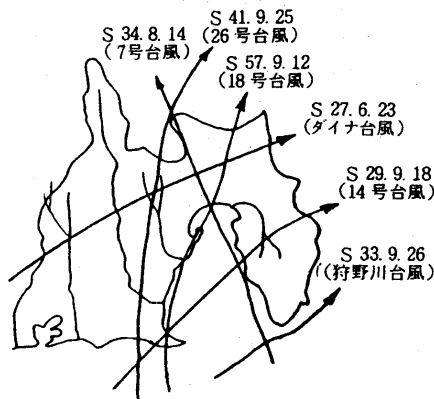 S 41.9.25
(26号台風)
S 34.8.14
(7号台風)
S 57.9.12
(18号台風)
S 27.6.23
(ダイナ台風)
S 29.9.18
(14号台風)
S 33.9.26
(狩野川台風)